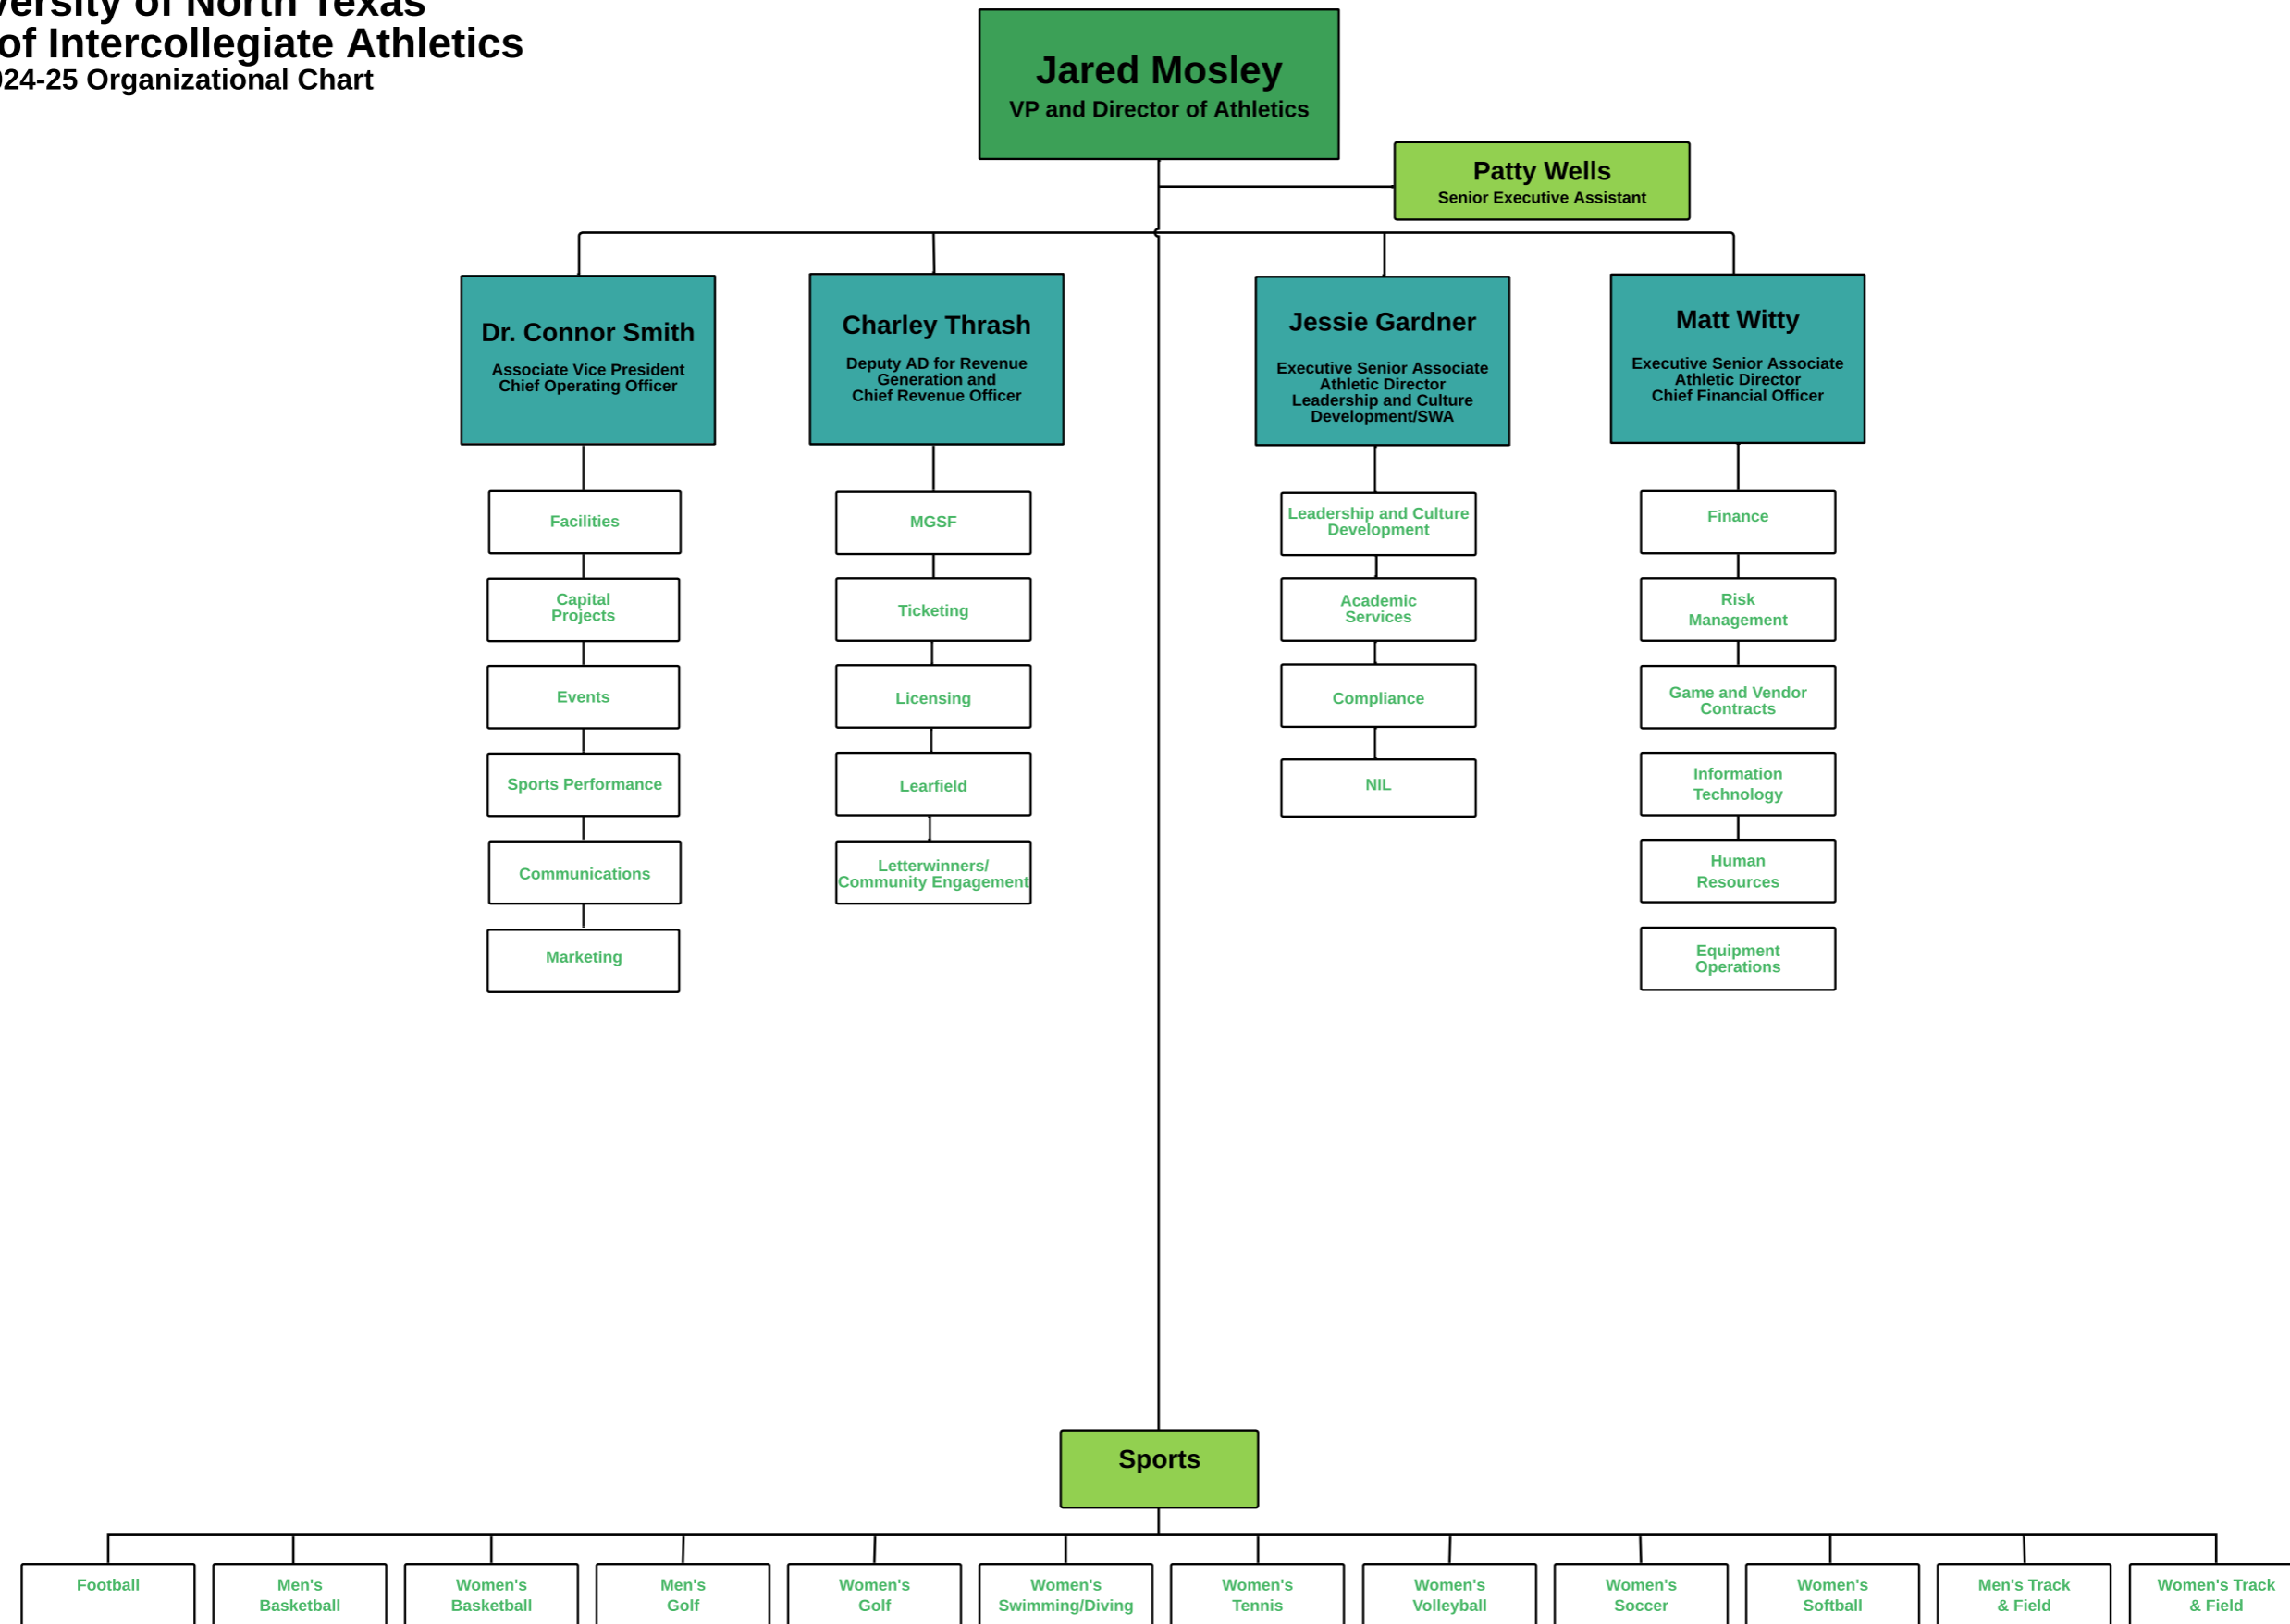 of North Texas
of Intercollegiate Athletics
Organizational Chart
Jared Mosley
VP and Director of Athletics
Patty Wells
Senior Executive Assistant
Dr. Connor Smith
Associate Vice President
Chief Operating Officer
Charley Thrash
Deputy AD for Revenue
Generation and
Chief Revenue Officer
Jessie Gardner
Executive Senior Associate
Athletic Director
Leadership and Culture
Development/SWA
Matt Witty
Executive Senior Associate
Athletic Director
Chief Financial Officer
Facilities
Capital
Projects
Events
Sports Performance
Communications
Marketing
MGSF
Ticketing
Licensing
Learfield
Letterwinners/
Community Engagement
Leadership and Culture
Development
Academic
Services
Compliance
NIL
Finance
Risk
Management
Game and Vendor
Contracts
Information
Technology
Human
Resources
Equipment
Operations
Sports
Football
Men's
Basketball
Women's
Basketball
Men's
Golf
Women's
Golf
Women's
Swimming/Diving
Women's
Tennis
Women's
Volleyball
Women's
Soccer
Women's
Softball
Men's Track
& Field
Women's Track
& Field